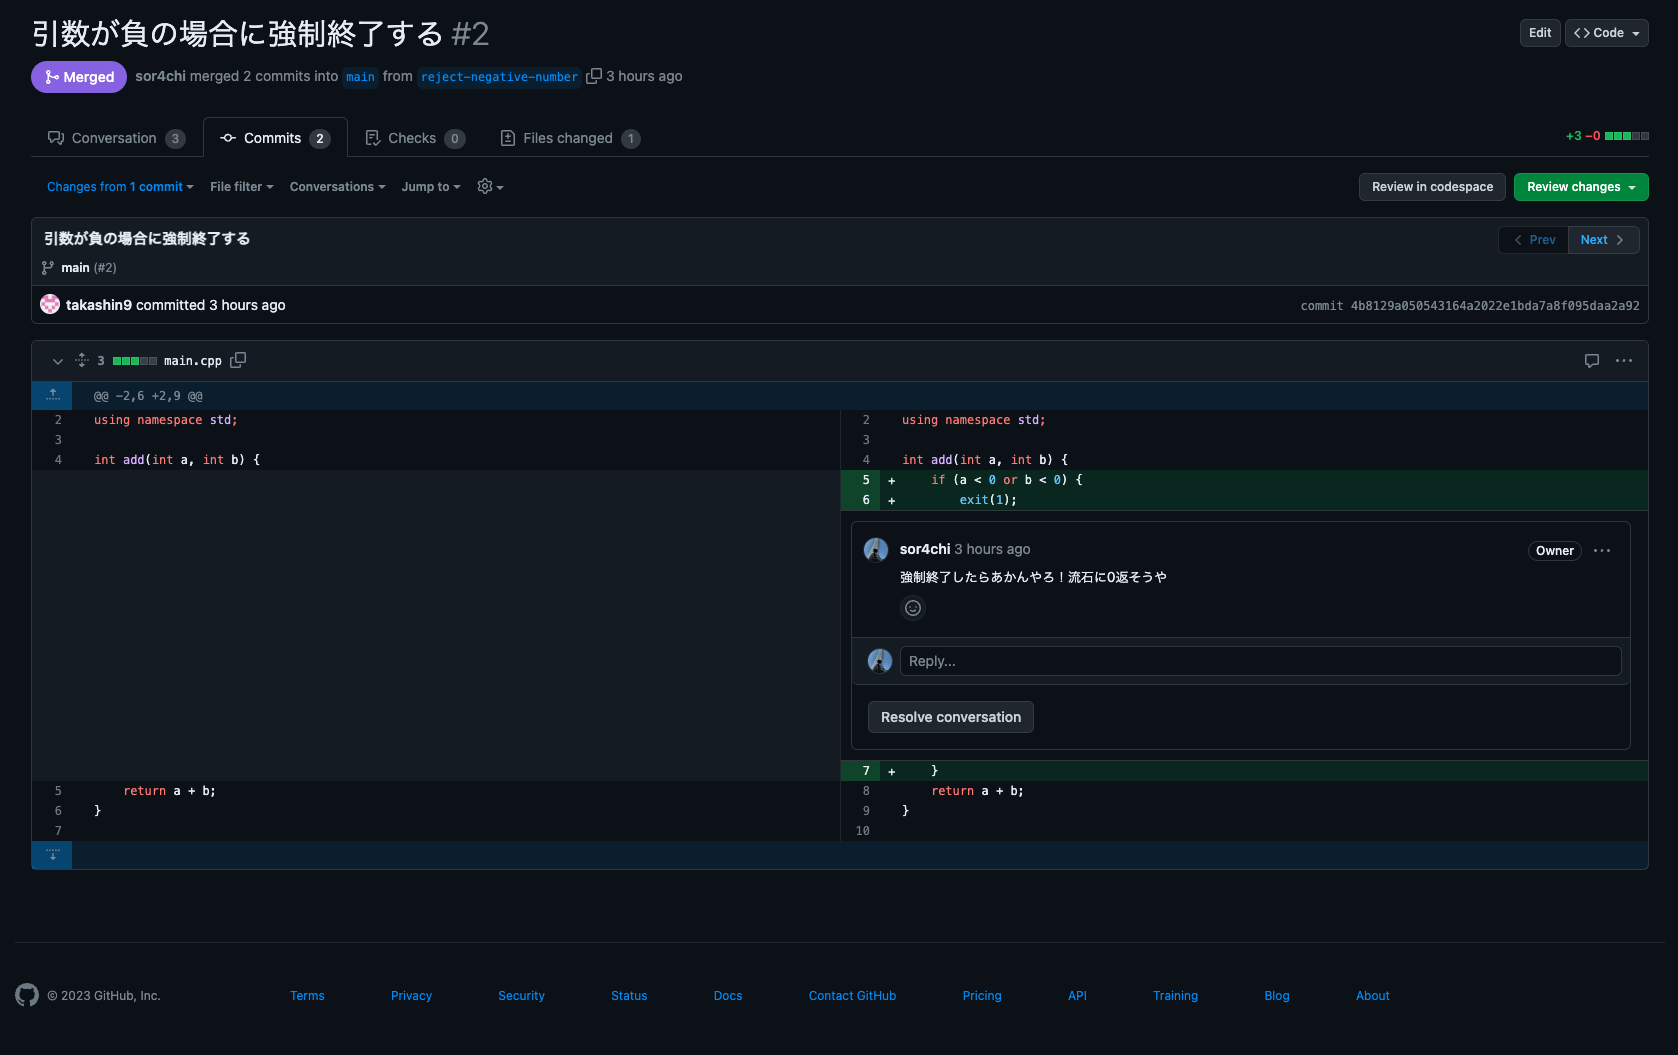 引数が負の場合に強制終了する #2
Edit
Code
Merged
sor4chi merged 2 commits into main from reject-negative-number 3 hours ago
Conversation 3
Commits 2
Checks 0
Files changed 1
+3 −0
Changes from 1 commit
File filter
Conversations
Jump to
Review in codespace
Review changes
引数が負の場合に強制終了する
Prev
Next
main (#2)
takashin9 committed 3 hours ago
commit 4b8129a050543164a2022e1bda7a8f095daa2a92
3 main.cpp
@@ -2,6 +2,9 @@
2 using namespace std;
3
4 int add(int a, int b) {
5 return a + b;
6 }
7
2 using namespace std;
3
4 int add(int a, int b) {
5 + if (a < 0 or b < 0) {
6 + exit(1);
sor4chi 3 hours ago
Owner
強制終了したらあかんやろ！流石に0返そうや
Reply...
Resolve conversation
7 + }
8 return a + b;
9 }
10
© 2023 GitHub, Inc.
Terms
Privacy
Security
Status
Docs
Contact GitHub
Pricing
API
Training
Blog
About